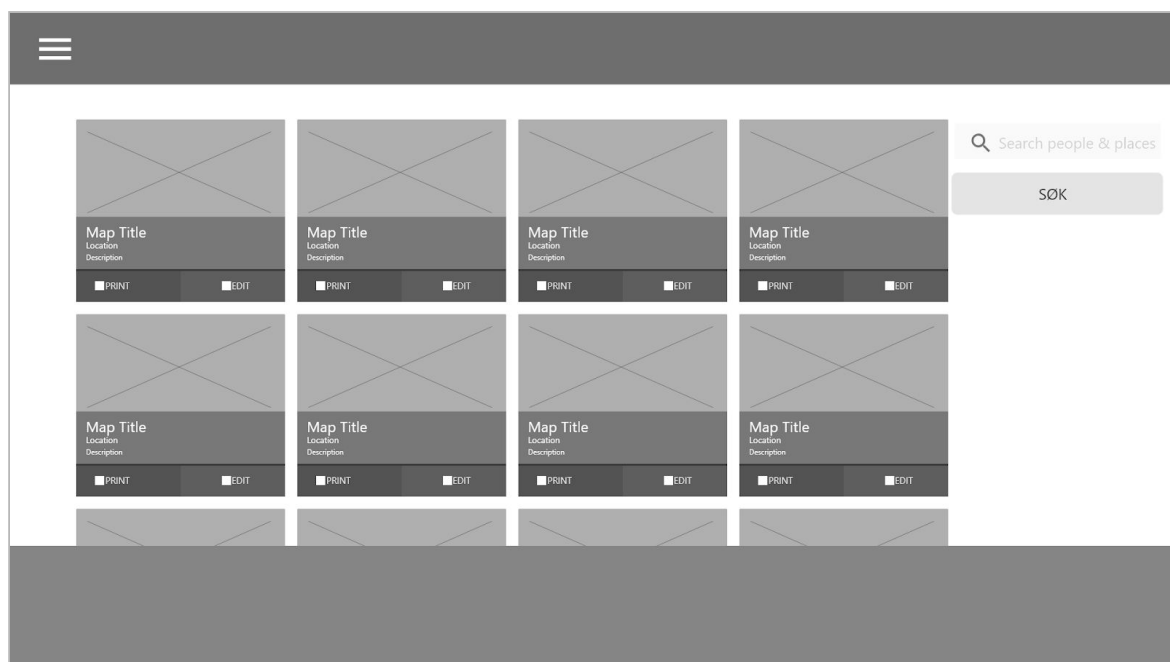 Map Title
Location
Description
PRINT EDIT
Map Title
Location
Description
PRINT EDIT
Map Title
Location
Description
PRINT EDIT
Map Title
Location
Description
PRINT EDIT
Search people & places
SØK
Map Title
Location
Description
PRINT EDIT
Map Title
Location
Description
PRINT EDIT
Map Title
Location
Description
PRINT EDIT
Map Title
Location
Description
PRINT EDIT